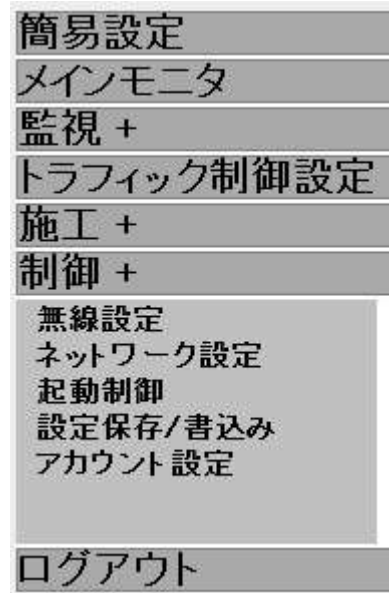 簡易設定
メインモニタ
監視 +
トラフィック制御設定
施工 +
制御 +
無線設定
ネットワーク設定
起動制御
設定保存/書込み
アカウント設定
ログアウト